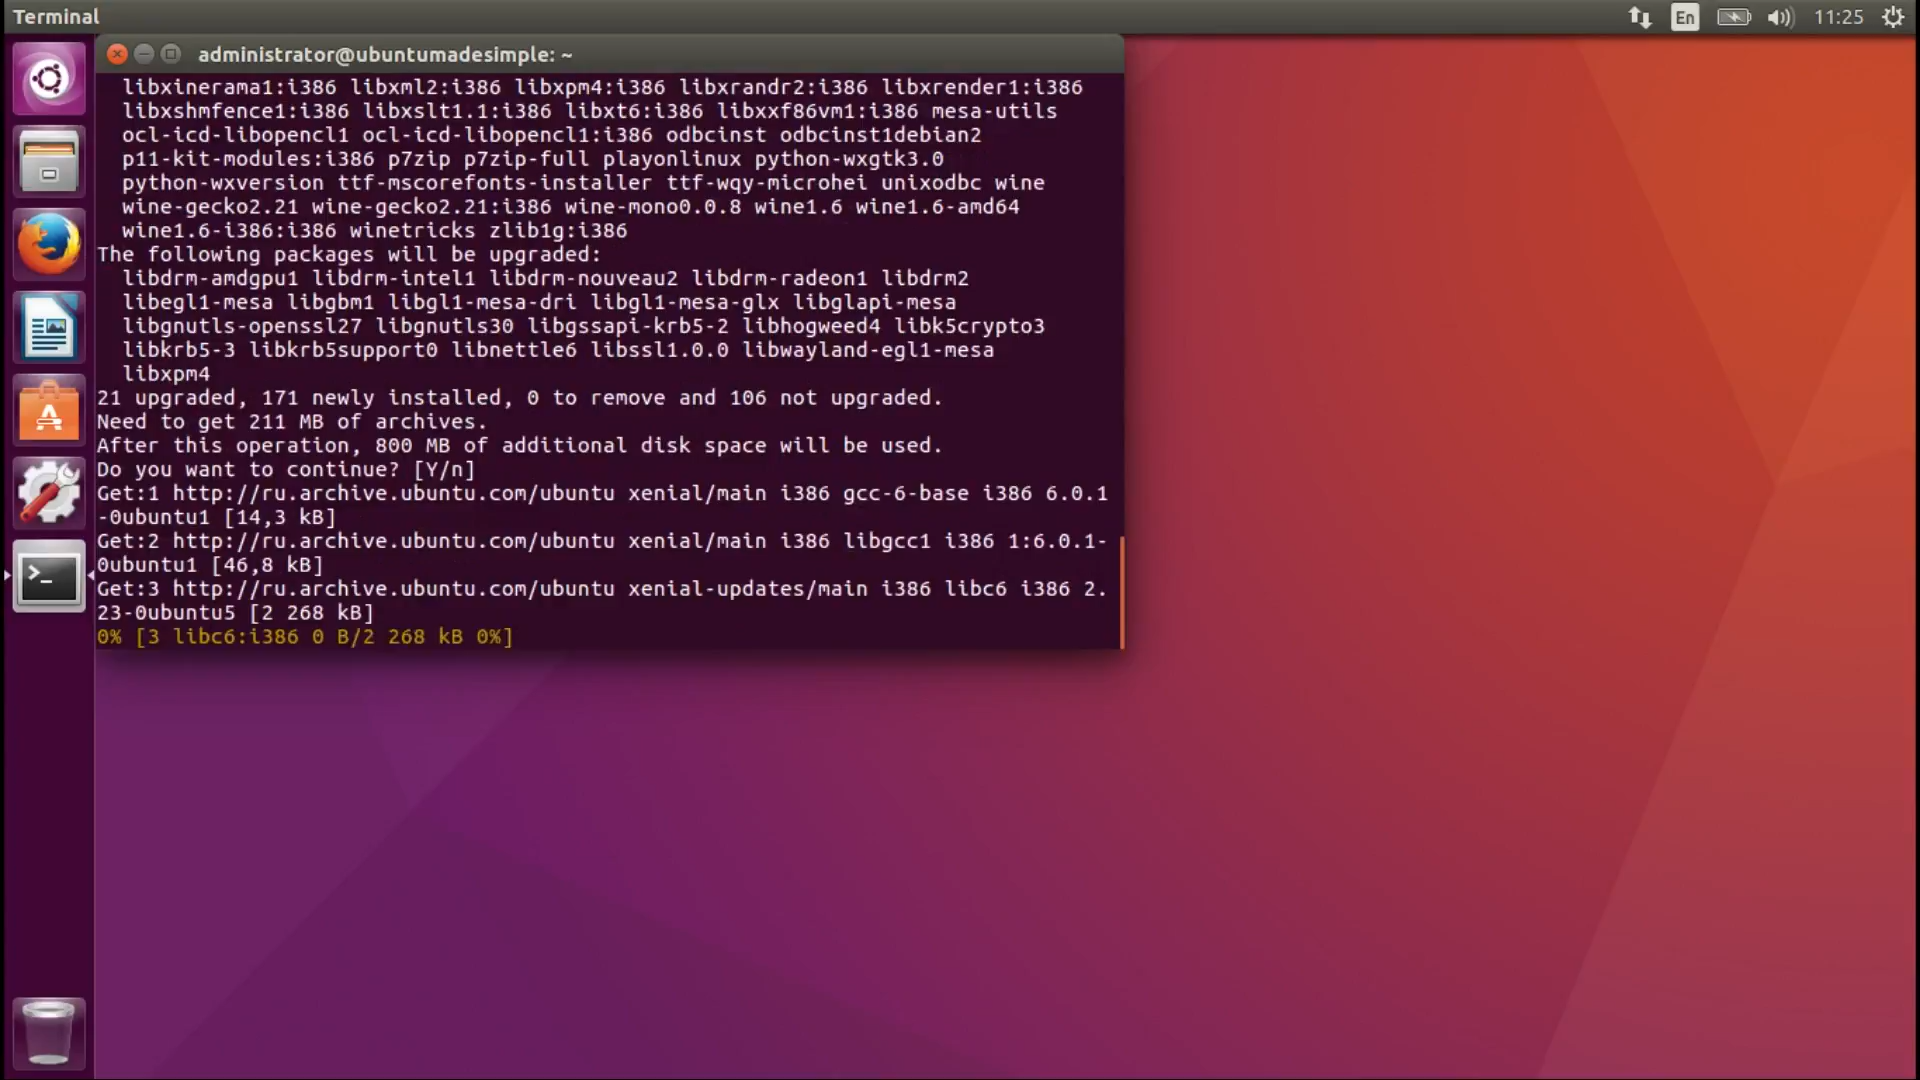 Terminal
En
11:25
administrator@ubuntumadesimple: ~
libxinerama1:i386 libxml2:i386 libxpm4:i386 libxrandr2:i386 libxrender1:i386
libxshmfence1:i386 libxslt1.1:i386 libxt6:i386 libxxf86vm1:i386 mesa-utils
ocl-icd-libopencl1 ocl-icd-libopencl1:i386 odbcinst odbcinst1debian2
p11-kit-modules:i386 p7zip p7zip-full playonlinux python-wxgtk3.0
python-wxversion ttf-mscorefonts-installer ttf-wqy-microhei unixodbc wine
wine-gecko2.21 wine-gecko2.21:i386 wine-mono0.0.8 wine1.6 wine1.6-amd64
wine1.6-i386:i386 winetricks zlib1g:i386
The following packages will be upgraded:
libdrm-amdgpu1 libdrm-intel1 libdrm-nouveau2 libdrm-radeon1 libdrm2
libegl1-mesa libgbm1 libgl1-mesa-dri libgl1-mesa-glx libglapi-mesa
libgnutls-openssl27 libgnutls30 libgssapi-krb5-2 libhogweed4 libk5crypto3
libkrb5-3 libkrb5support0 libnettle6 libssl1.0.0 libwayland-egl1-mesa
libxpm4
21 upgraded, 171 newly installed, 0 to remove and 106 not upgraded.
Need to get 211 MB of archives.
After this operation, 800 MB of additional disk space will be used.
Do you want to continue? [Y/n]
Get:1 http://ru.archive.ubuntu.com/ubuntu xenial/main i386 gcc-6-base i386 6.0.1
-0ubuntu1 [14,3 kB]
Get:2 http://ru.archive.ubuntu.com/ubuntu xenial/main i386 libgcc1 i386 1:6.0.1-
0ubuntu1 [46,8 kB]
Get:3 http://ru.archive.ubuntu.com/ubuntu xenial-updates/main i386 libc6 i386 2.
23-0ubuntu5 [2 268 kB]
0% [3 libc6:i386 0 B/2 268 kB 0%]